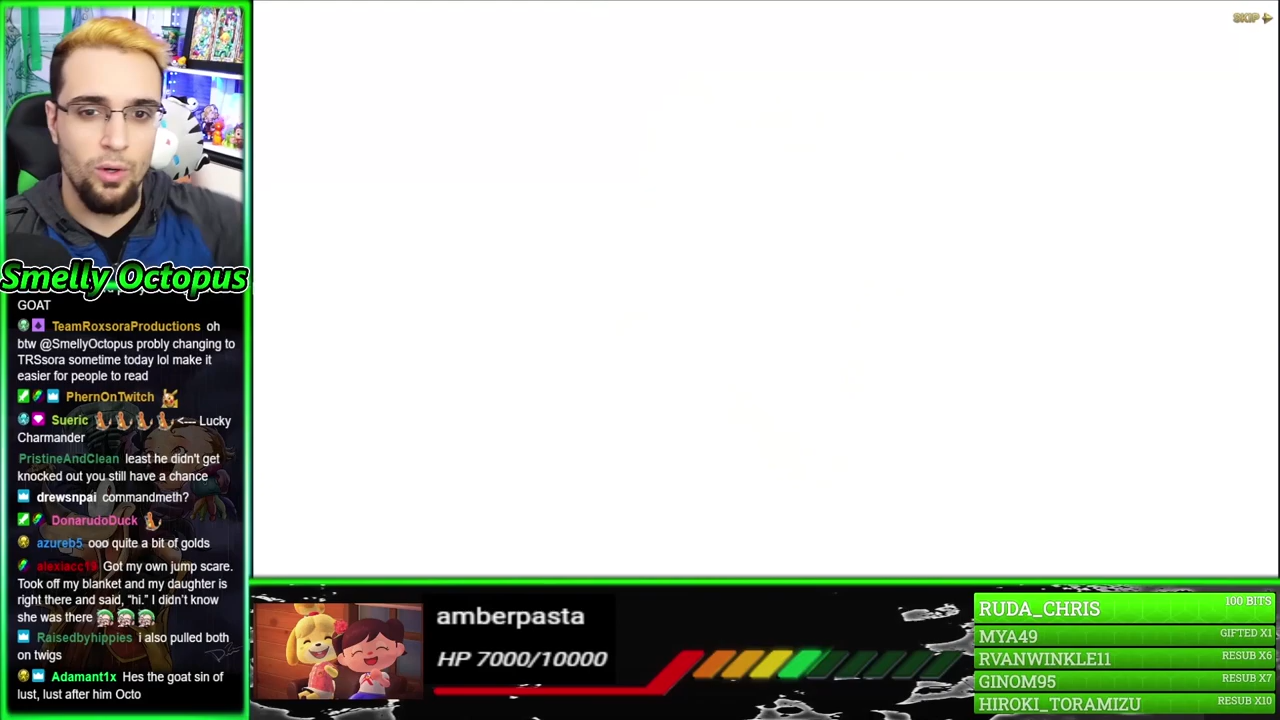 SKIP
Smelly Octopus
GOAT
TeamRoxsoraProductions oh
btw @SmellyOctopus probly changing to
TRSsora sometime today lol make it
easier for people to read
PhernOnTwitch
Sueric <--- Lucky
Charmander
PristineAndClean least he didn't get
knocked out you still have a chance
drewsnpai commandmeth?
DonarudoDuck
azureb5 ooo quite a bit of golds
alexiacc19 Got my own jump scare.
Took off my blanket and my daughter is
right there and said, “hi.” I didn’t know
she was there
Raisedbyhippies i also pulled both
on twigs
Adamant1x Hes the goat sin of
lust, lust after him Octo
amberpasta
HP 7000/10000
RUDA_CHRIS 100 BITS
MYA49 GIFTED X1
RVANWINKLE11 RESUB X6
GINOM95 RESUB X7
HIROKI_TORAMIZU RESUB X10